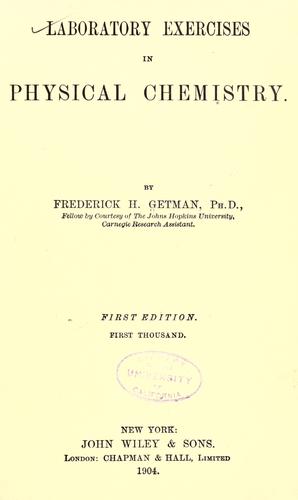 LABORATORY EXERCISES
IN
PHYSICAL CHEMISTRY.
BY
FREDERICK H. GETMAN, PH.D.,
Fellow by Courtesy of The Johns Hopkins University,
Carnegie Research Assistant.
FIRST EDITION.
FIRST THOUSAND.
UNIVERSITY
OF
CALIFORNIA
NEW YORK:
JOHN WILEY & SONS.
LONDON: CHAPMAN & HALL, LIMITED
1904.